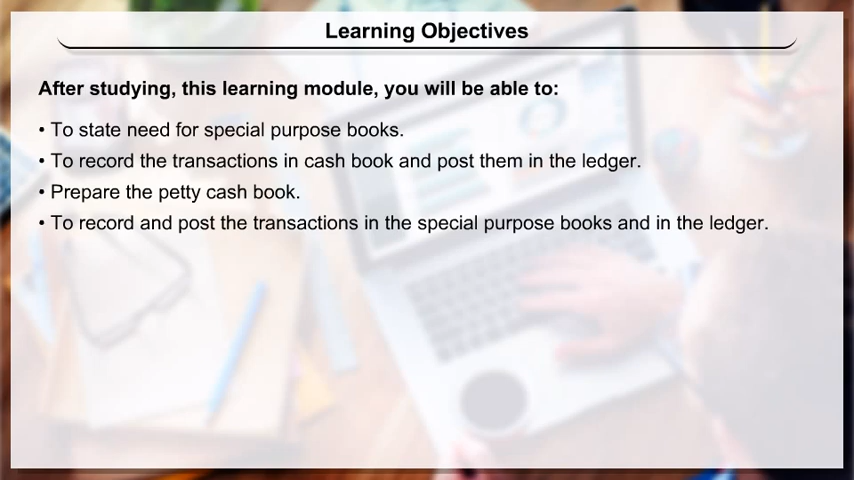 Learning Objectives
After studying, this learning module, you will be able to:
• To state need for special purpose books.
• To record the transactions in cash book and post them in the ledger.
• Prepare the petty cash book.
• To record and post the transactions in the special purpose books and in the ledger.